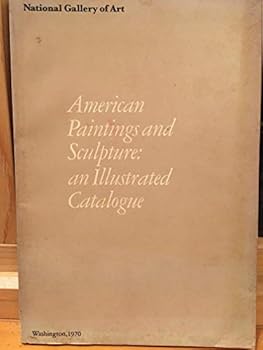 National Gallery of Art
American
Paintings and
Sculpture:
an Illustrated
Catalogue
Washington, 1970